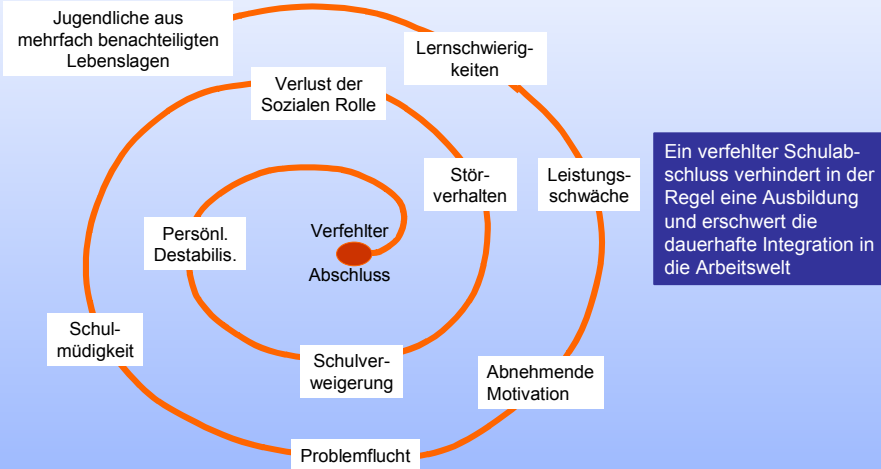 Jugendliche aus
mehrfach benachteiligten
Lebenslagen
Lernschwierig-
keiten
Leistungs-
schwäche
Abnehmende
Motivation
Problemflucht
Schul-
müdigkeit
Verlust der
Sozialen Rolle
Stör-
verhalten
Schulver-
weigerung
Persönl.
Destabilis.
Verfehlter
Abschluss
Ein verfehlter Schulab-
schluss verhindert in der
Regel eine Ausbildung
und erschwert die
dauerhafte Integration in
die Arbeitswelt